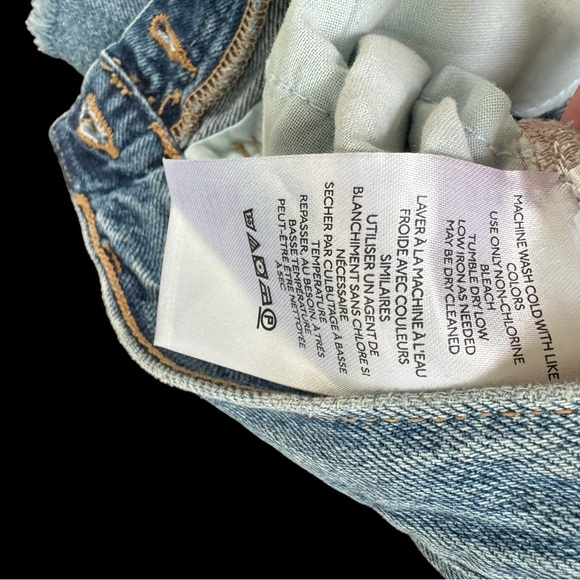 MACHINE WASH COLD WITH LIKE
COLORS
USE ONLY NON-CHLORINE
BLEACH
TUMBLE DRY LOW
LOW IRON AS NEEDED
MAY BE DRY CLEANED
LAVER À LA MACHINE À L'EAU
FROIDE AVEC COULEURS
SIMILAIRES
UTILISER UN AGENT DE
BLANCHIMENT SANS CHLORE SI
NÉCESSAIRE
SÉCHER PAR CULBUTAGE À BASSE
TEMPÉRATURE
REPASSER, AU BESOIN, À TRÈS
BASSE TEMPÉRATURE
PEUT-ÊTRE ÊTRE NETTOYÉE
À SEC
P